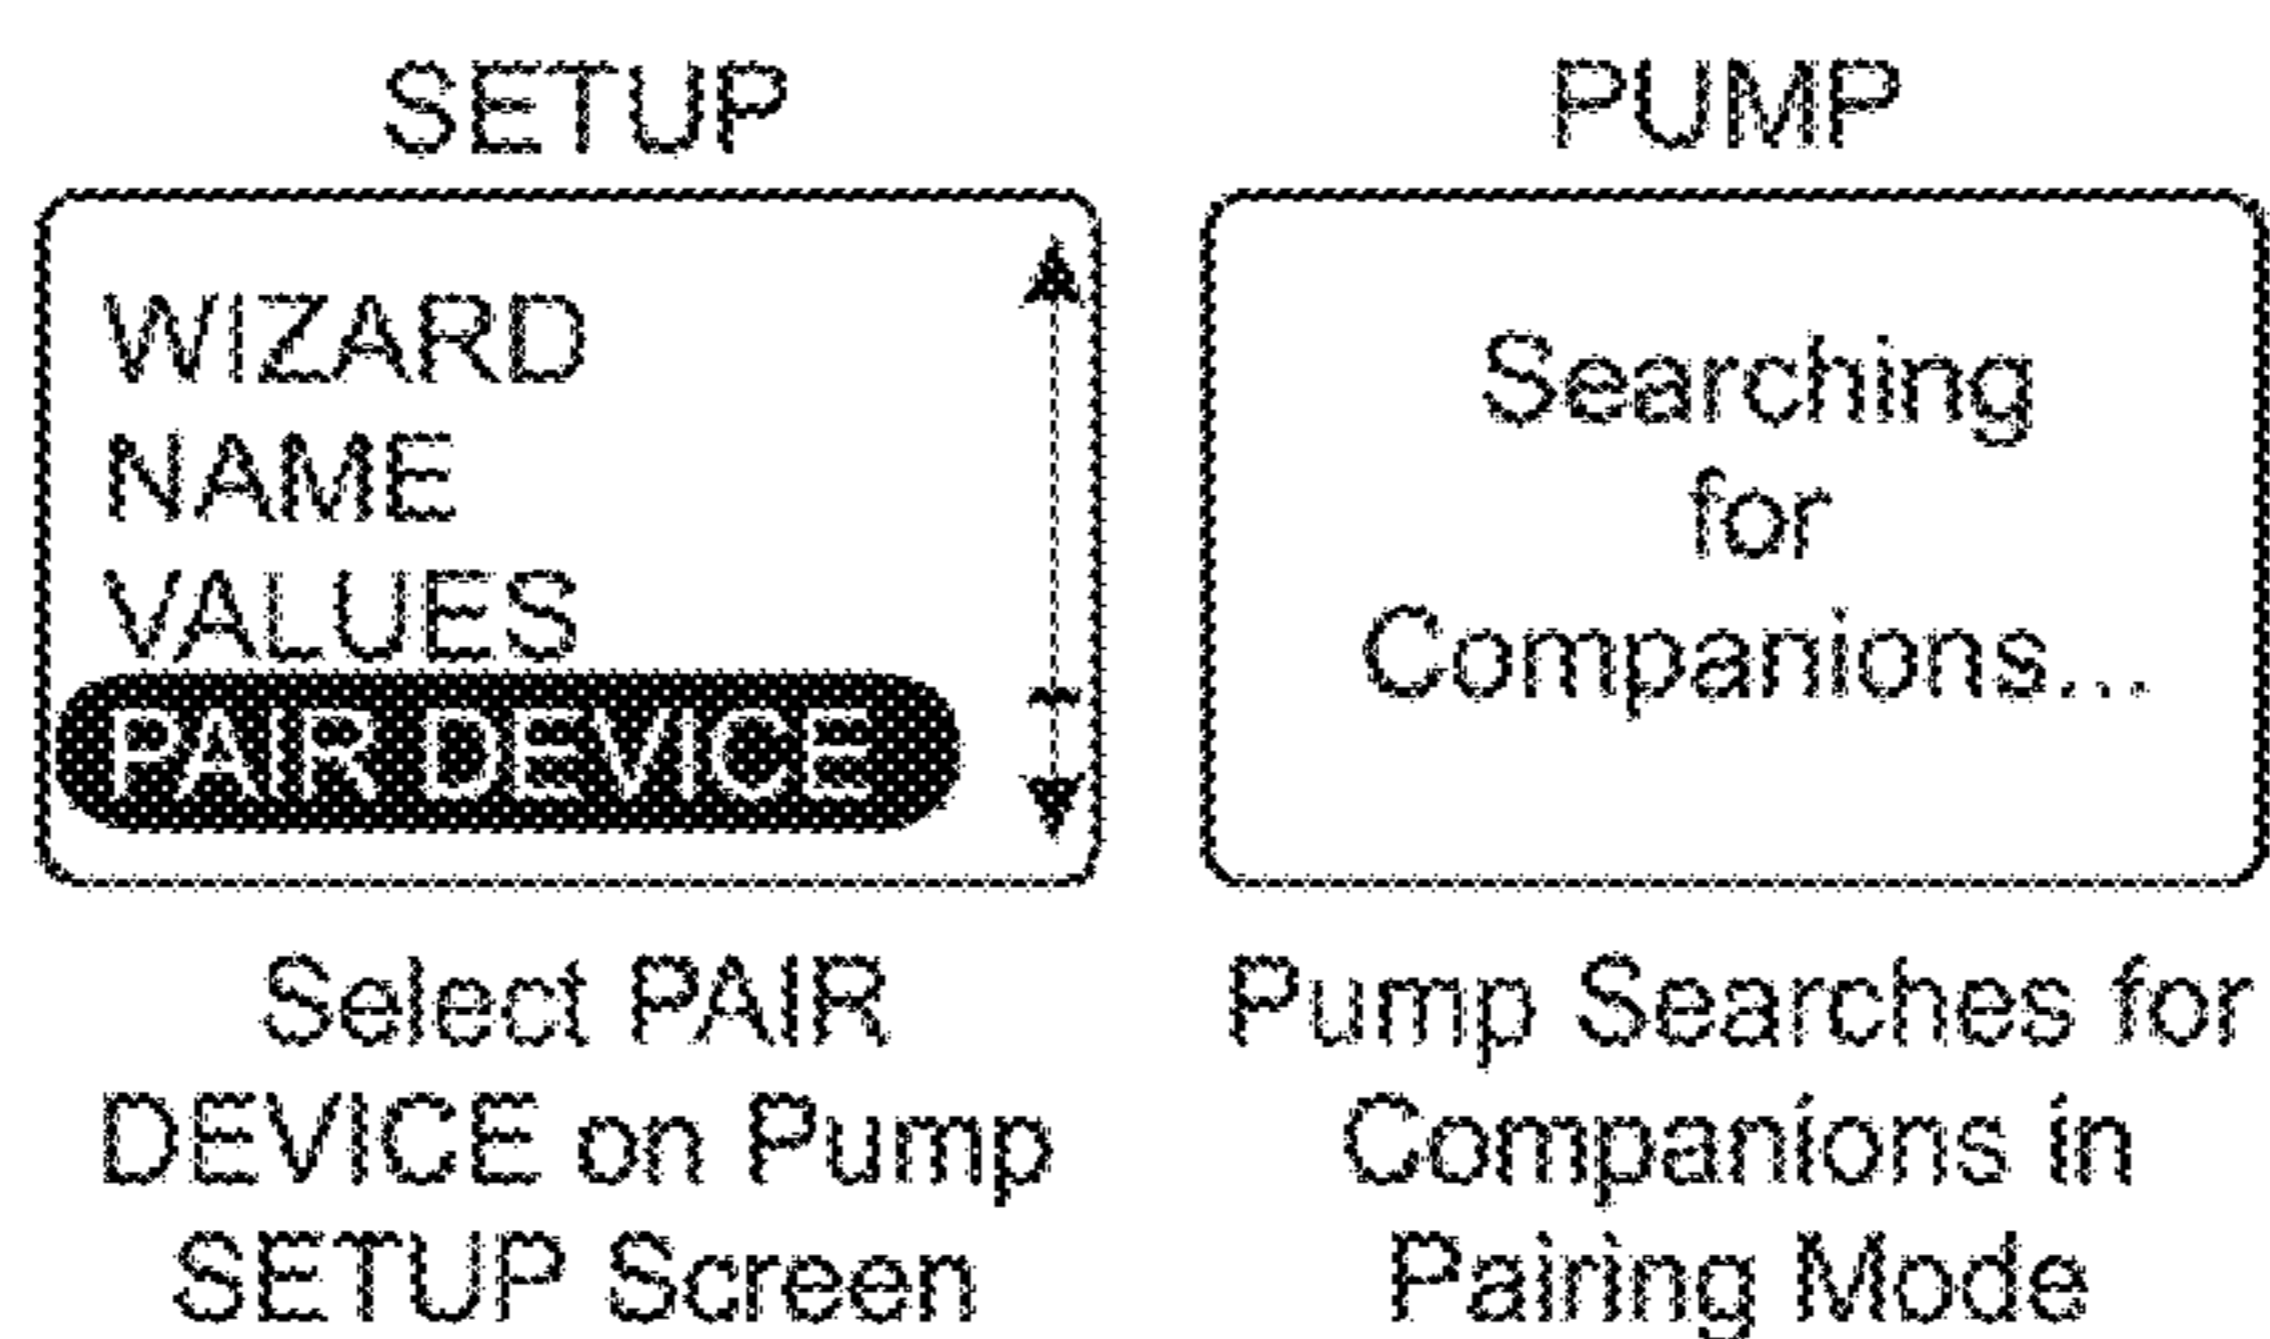 SETUP
WIZARD
NAME
VALUES
PAIR DEVICE
Select PAIR
DEVICE on Pump
SETUP Screen
PUMP
Searching
for
Companions...
Pump Searches for
Companions in
Pairing Mode